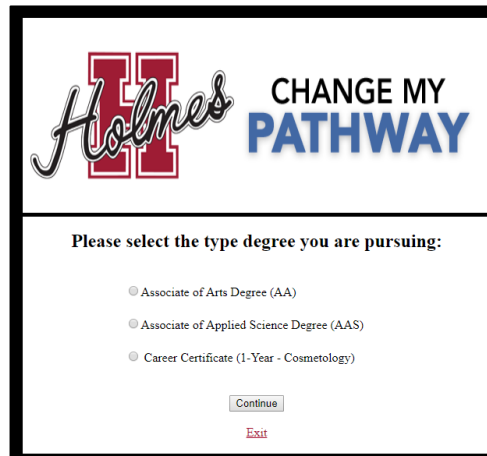 H
Holmes
CHANGE MY
PATHWAY
Please select the type degree you are pursuing:
Associate of Arts Degree (AA)
Associate of Applied Science Degree (AAS)
Career Certificate (1-Year - Cosmetology)
Continue
Exit